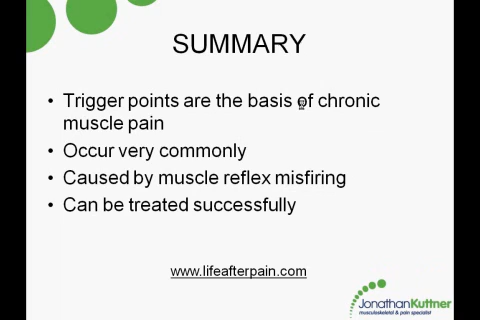 SUMMARY
• Trigger points are the basis of chronic
muscle pain
• Occur very commonly
• Caused by muscle reflex misfiring
• Can be treated successfully
www.lifeafterpain.com
JonathanKuttner
musculoskeletal & pain specialist